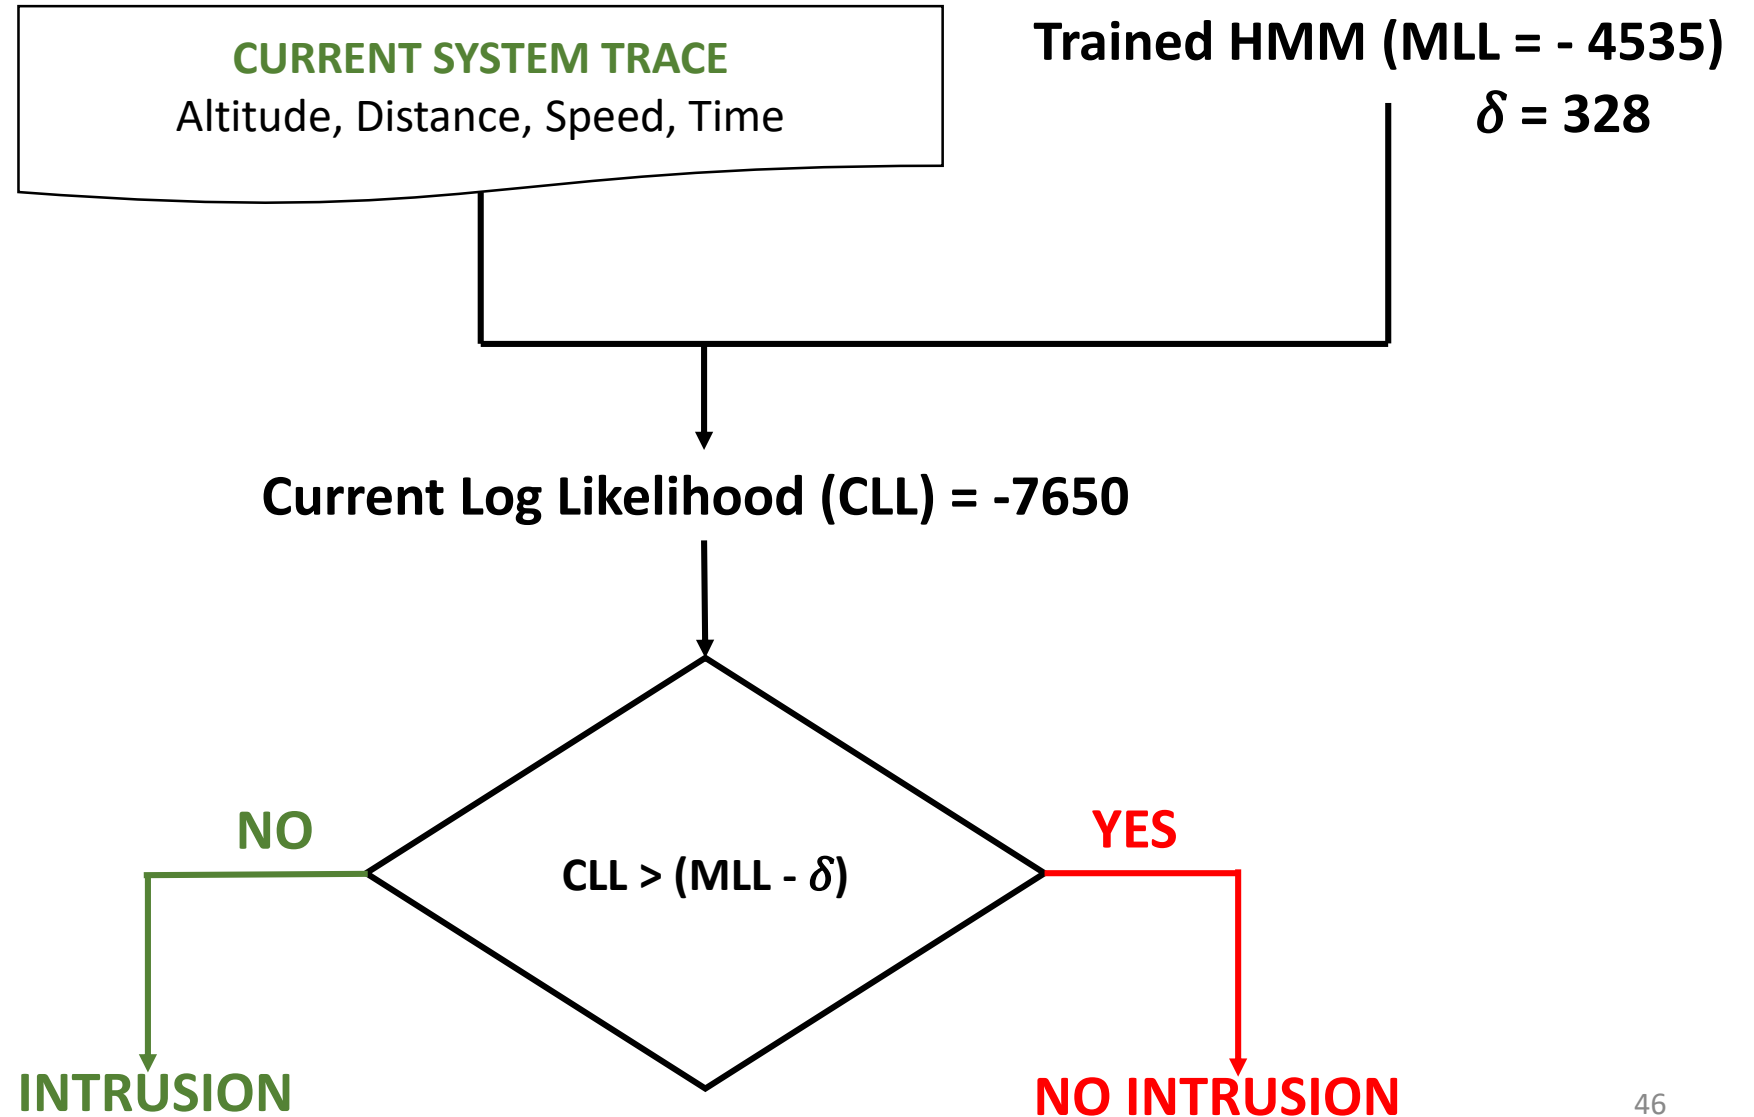 CURRENT SYSTEM TRACE
Altitude, Distance, Speed, Time
Trained HMM (MLL = - 4535)
δ = 328
Current Log Likelihood (CLL) = -7650
NO
YES
CLL > (MLL - δ)
INTRUSION
NO INTRUSION
46